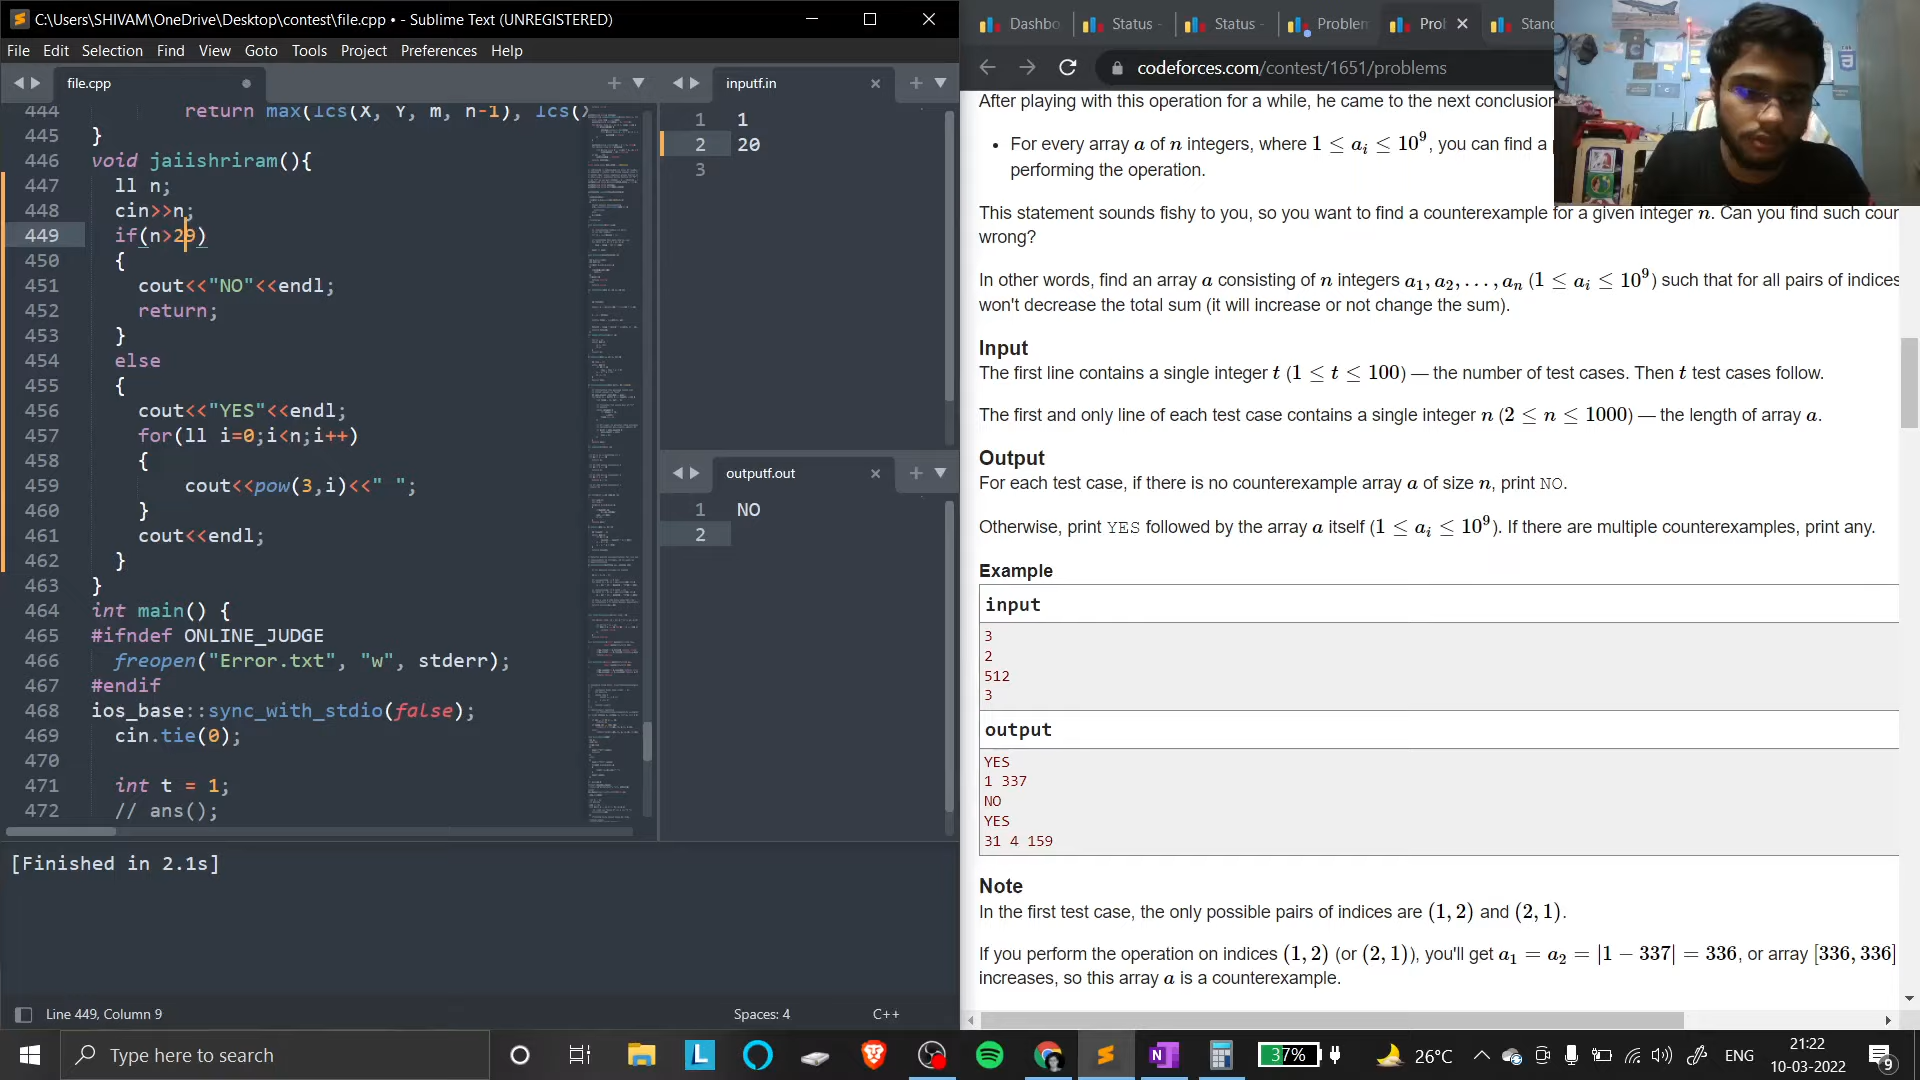 C:\Users\SHIVAM\OneDrive\Desktop\contest\file.cpp • - Sublime Text (UNREGISTERED)
File Edit Selection Find View Goto Tools Project Preferences Help
file.cpp
444 return max(lcs(X, Y, m, n-1), lcs(X
445 }
446 void jaiishriram(){
447 ll n;
448 cin>>n;
449 if(n>29)
450 {
451 cout<<"NO"<<endl;
452 return;
453 }
454 else
455 {
456 cout<<"YES"<<endl;
457 for(ll i=0;i<n;i++)
458 {
459 cout<<pow(3,i)<<" ";
460 }
461 cout<<endl;
462 }
463 }
464 int main() {
465 #ifndef ONLINE_JUDGE
466 freopen("Error.txt", "w", stderr);
467 #endif
468 ios_base::sync_with_stdio(false);
469 cin.tie(0);
470
471 int t = 1;
472 // ans();
inputf.in
1 1
2 20
3
outputf.out
1 NO
2
[Finished in 2.1s]
Line 449, Column 9
Spaces: 4
C++
Dashbo
Status
Status
Problem
Prob
Stand
codeforces.com/contest/1651/problems
After playing with this operation for a while, he came to the next conclusion
• For every array a of n integers, where 1 ≤ ai ≤ 10^9, you can find a
performing the operation.
This statement sounds fishy to you, so you want to find a counterexample for a given integer n. Can you find such cour
wrong?
In other words, find an array a consisting of n integers a1, a2, . . . , an (1 ≤ ai ≤ 10^9) such that for all pairs of indices
won't decrease the total sum (it will increase or not change the sum).
Input
The first line contains a single integer t (1 ≤ t ≤ 100) — the number of test cases. Then t test cases follow.
The first and only line of each test case contains a single integer n (2 ≤ n ≤ 1000) — the length of array a.
Output
For each test case, if there is no counterexample array a of size n, print NO.
Otherwise, print YES followed by the array a itself (1 ≤ ai ≤ 10^9). If there are multiple counterexamples, print any.
Example
input
3
2
512
3
output
YES
1 337
NO
YES
31 4 159
Note
In the first test case, the only possible pairs of indices are (1, 2) and (2, 1).
If you perform the operation on indices (1, 2) (or (2, 1)), you'll get a1 = a2 = |1 − 337| = 336, or array [336, 336]
increases, so this array a is a counterexample.
Type here to search
37%
26°C
ENG
21:22
10-03-2022
9